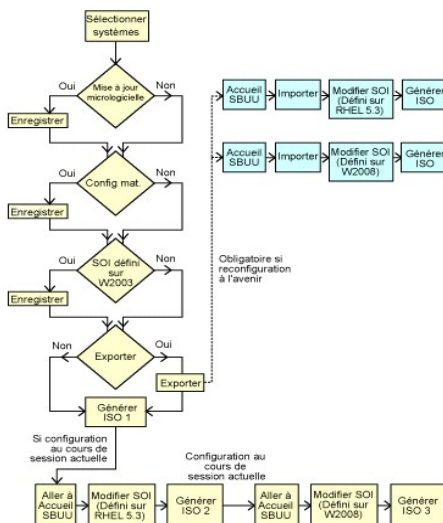 Sélectionner
systèmes
Oui
Mise à jour
micrologicielle
Non
Enregistrer
Oui
Config mat.
Non
Enregistrer
Oui
SOI défini
sur
W2003
Non
Enregistrer
Non
Exporter
Oui
Exporter
Générer
ISO 1
Accueil
SBUU
Importer
Modifier SOI
(Défini sur
RHEL 5.3)
Générer
ISO
Accueil
SBUU
Importer
Modifier SOI
(Défini sur
W2008)
Générer
ISO
Obligatoire si
reconfiguration
à l'avenir
Si configuration
au cours de
session actuelle
Configuration au
cours de
session actuelle
Aller à
Accueil
SBUU
Modifier SOI
(Défini sur
RHEL 5.3)
Générer
ISO 2
Aller à
Accueil
SBUU
Modifier SOI
(Défini sur
W2008)
Générer
ISO 3